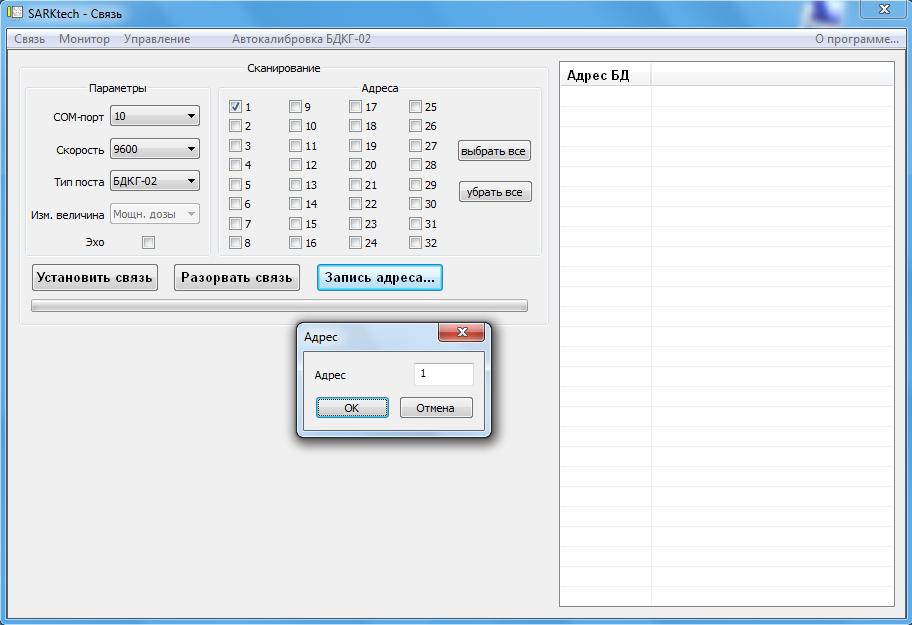 SARKtech - Связь
Связь Монитор Управление Автокалибровка БДКГ-02 О программе...
Сканирование
Параметры
COM-порт 10
Скорость 9600
Тип поста БДКГ-02
Изм. величина Мощн. дозы
Эхо
Адреса
1 9 17 25
2 10 18 26
3 11 19 27
4 12 20 28
5 13 21 29
6 14 22 30
7 15 23 31
8 16 24 32
выбрать все
убрать все
Установить связь Разорвать связь Запись адреса...
Адрес БД
Адрес
Адрес 1
OK Отмена